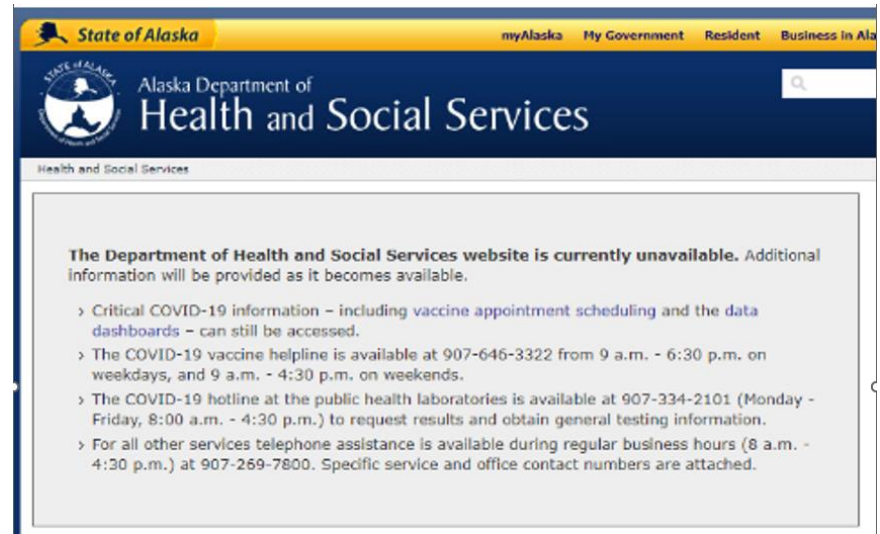 State of Alaska
myAlaska My Government Resident Business in Ala
STATE of ALASKA
Alaska Department of
Health and Social Services
Health and Social Services
The Department of Health and Social Services website is currently unavailable. Additional
information will be provided as it becomes available.
› Critical COVID-19 information – including vaccine appointment scheduling and the data
dashboards – can still be accessed.
› The COVID-19 vaccine helpline is available at 907-646-3322 from 9 a.m. - 6:30 p.m. on
weekdays, and 9 a.m. - 4:30 p.m. on weekends.
› The COVID-19 hotline at the public health laboratories is available at 907-334-2101 (Monday -
Friday, 8:00 a.m. - 4:30 p.m.) to request results and obtain general testing information.
› For all other services telephone assistance is available during regular business hours (8 a.m. -
4:30 p.m.) at 907-269-7800. Specific service and office contact numbers are attached.